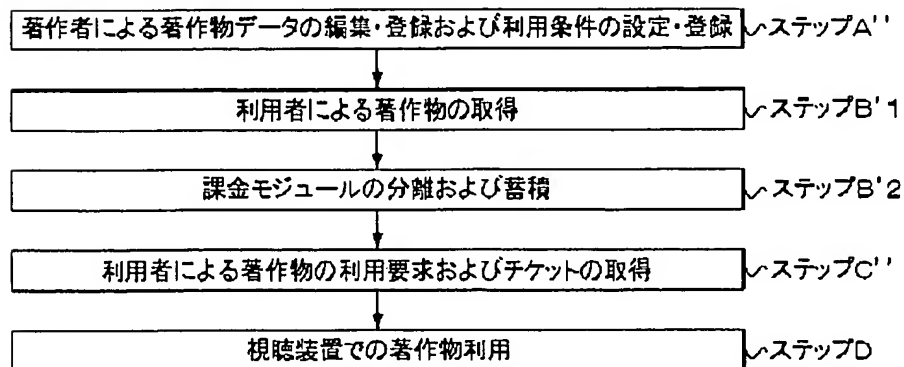 著作者による著作物データの編集・登録および利用条件の設定・登録 ステップA''
利用者による著作物の取得 ステップB'1
課金モジュールの分離および蓄積 ステップB'2
利用者による著作物の利用要求およびチケットの取得 ステップC''
視聴装置での著作物利用 ステップD